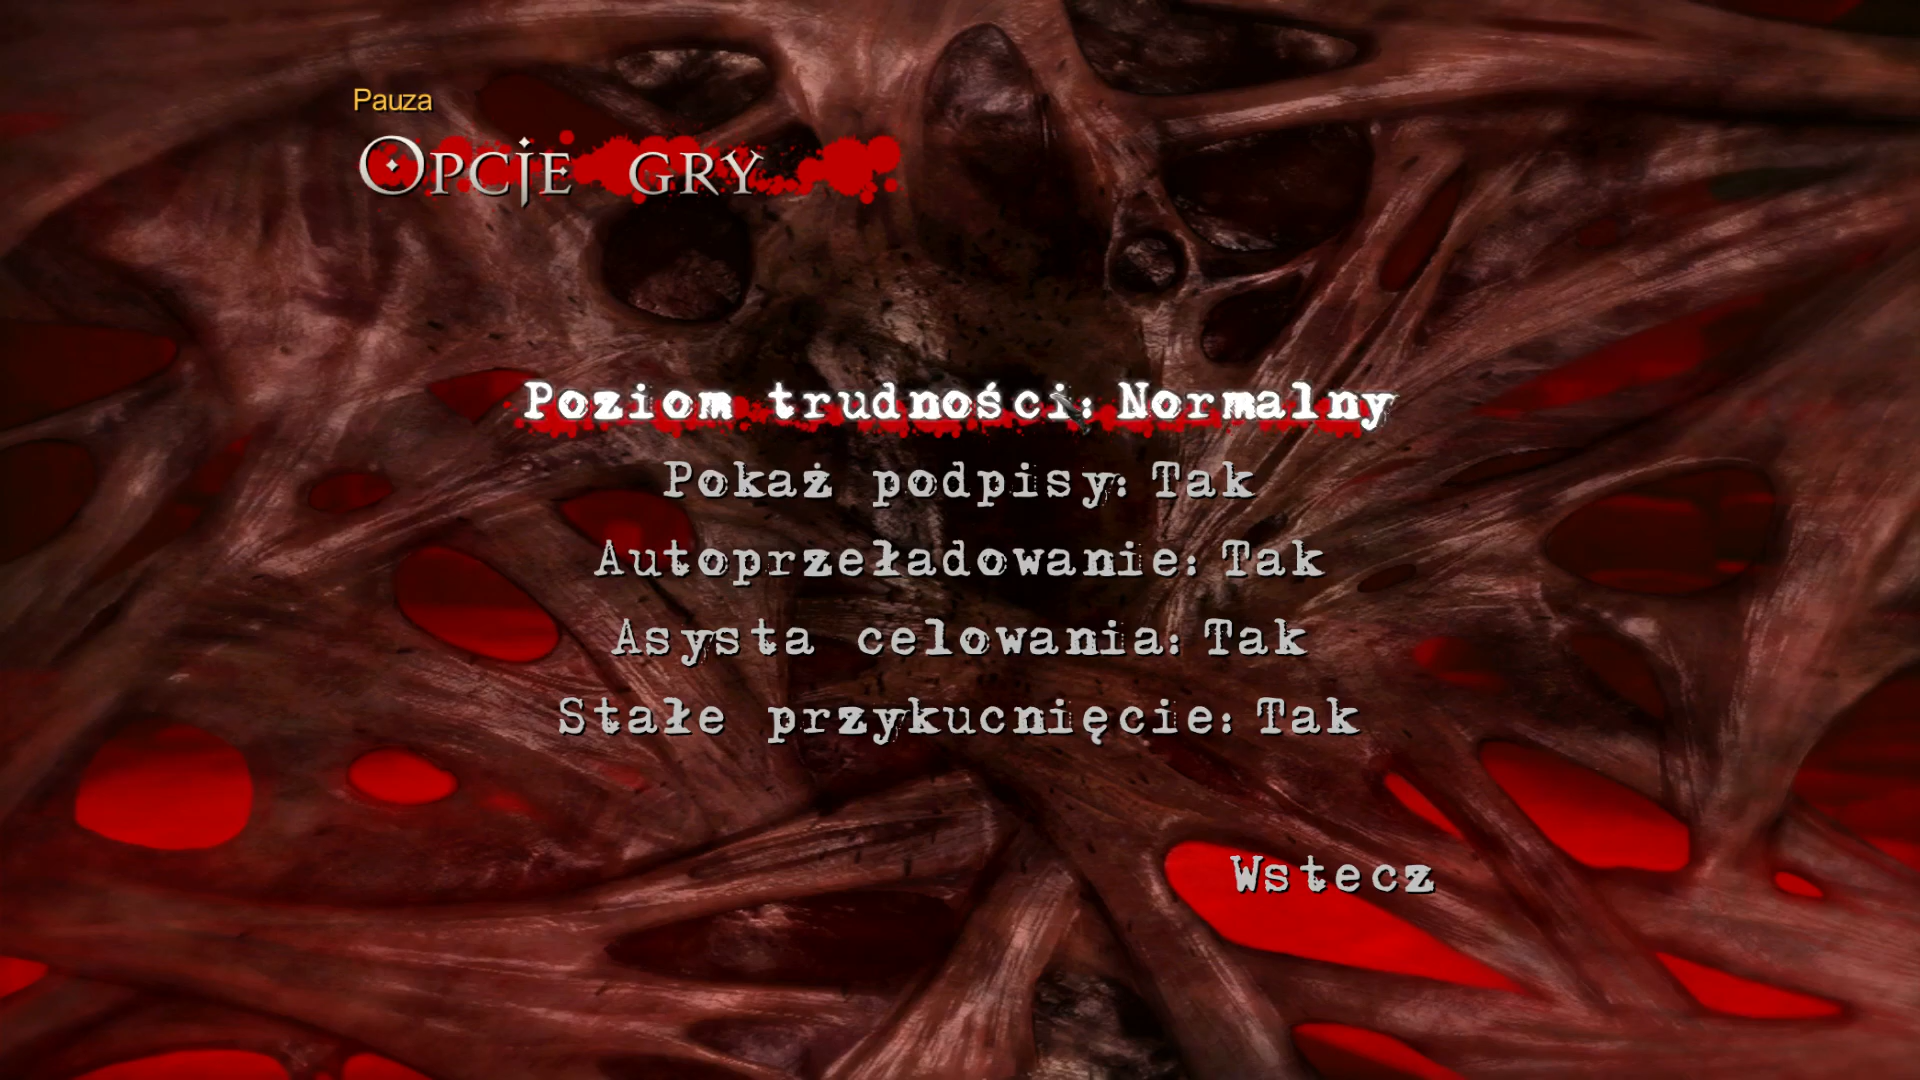 Pauza
Opcje gry
Poziom trudności: Normalny
Pokaż podpisy: Tak
Autoprzeładowanie: Tak
Asysta celowania: Tak
Stałe przykucnięcie: Tak
Wstecz